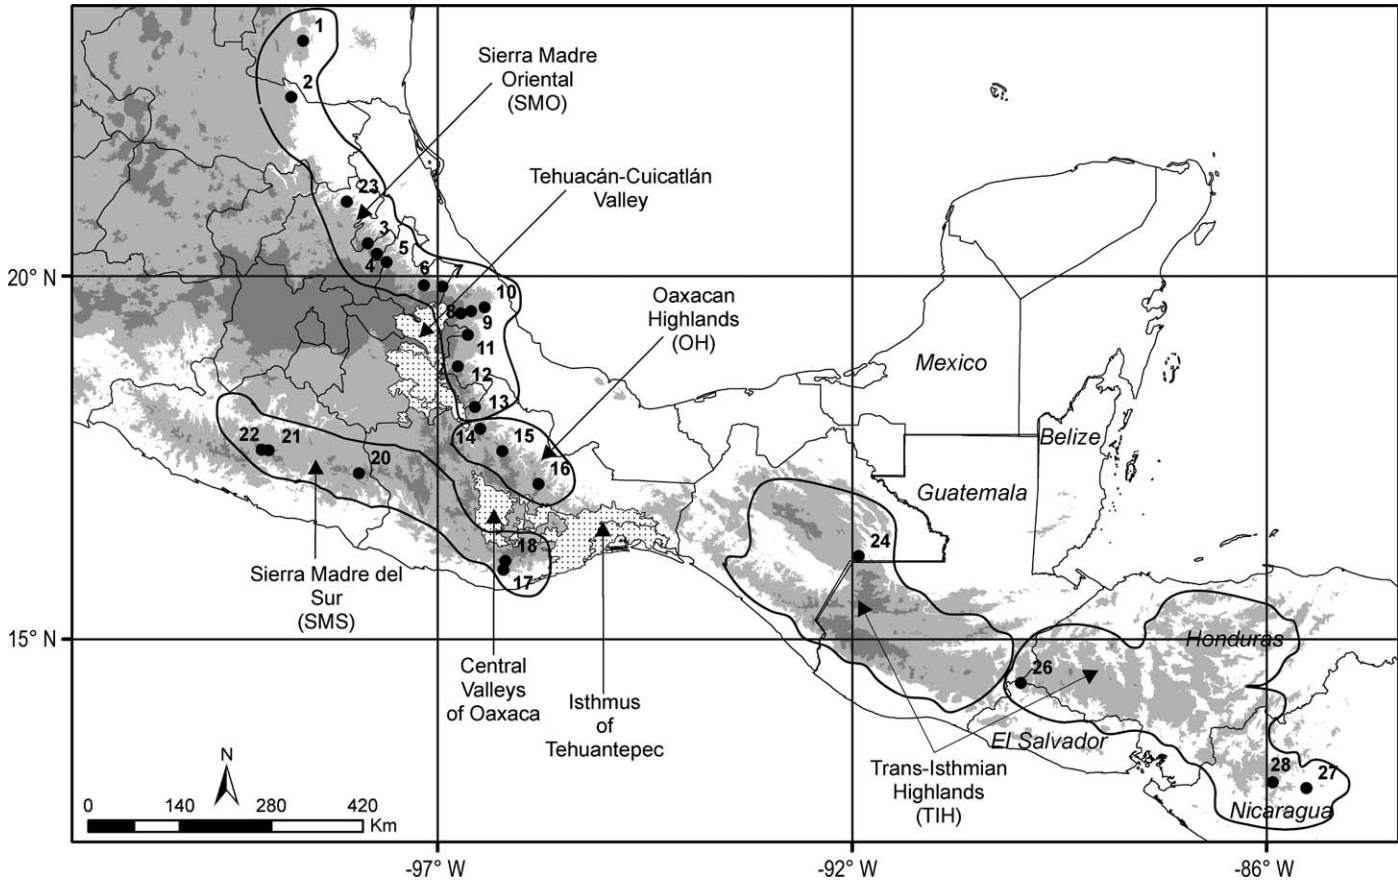 1
2
Sierra Madre
Oriental
(SMO)
Tehuacán-Cuicatlán
Valley
23
3
5
4
20° N
6
7
10
8
9
Oaxacan
Highlands
(OH)
11
12
13
Mexico
14
15
16
Belize
22
21
20
Guatemala
24
18
17
Sierra Madre del
Sur
(SMS)
15° N
Honduras
26
Central
Valleys
of Oaxaca
Isthmus
of
Tehuantepec
El Salvador
Trans-Isthmian
Highlands
(TIH)
28
27
Nicaragua
N
0 140 280 420
Km
-97° W
-92° W
-86° W